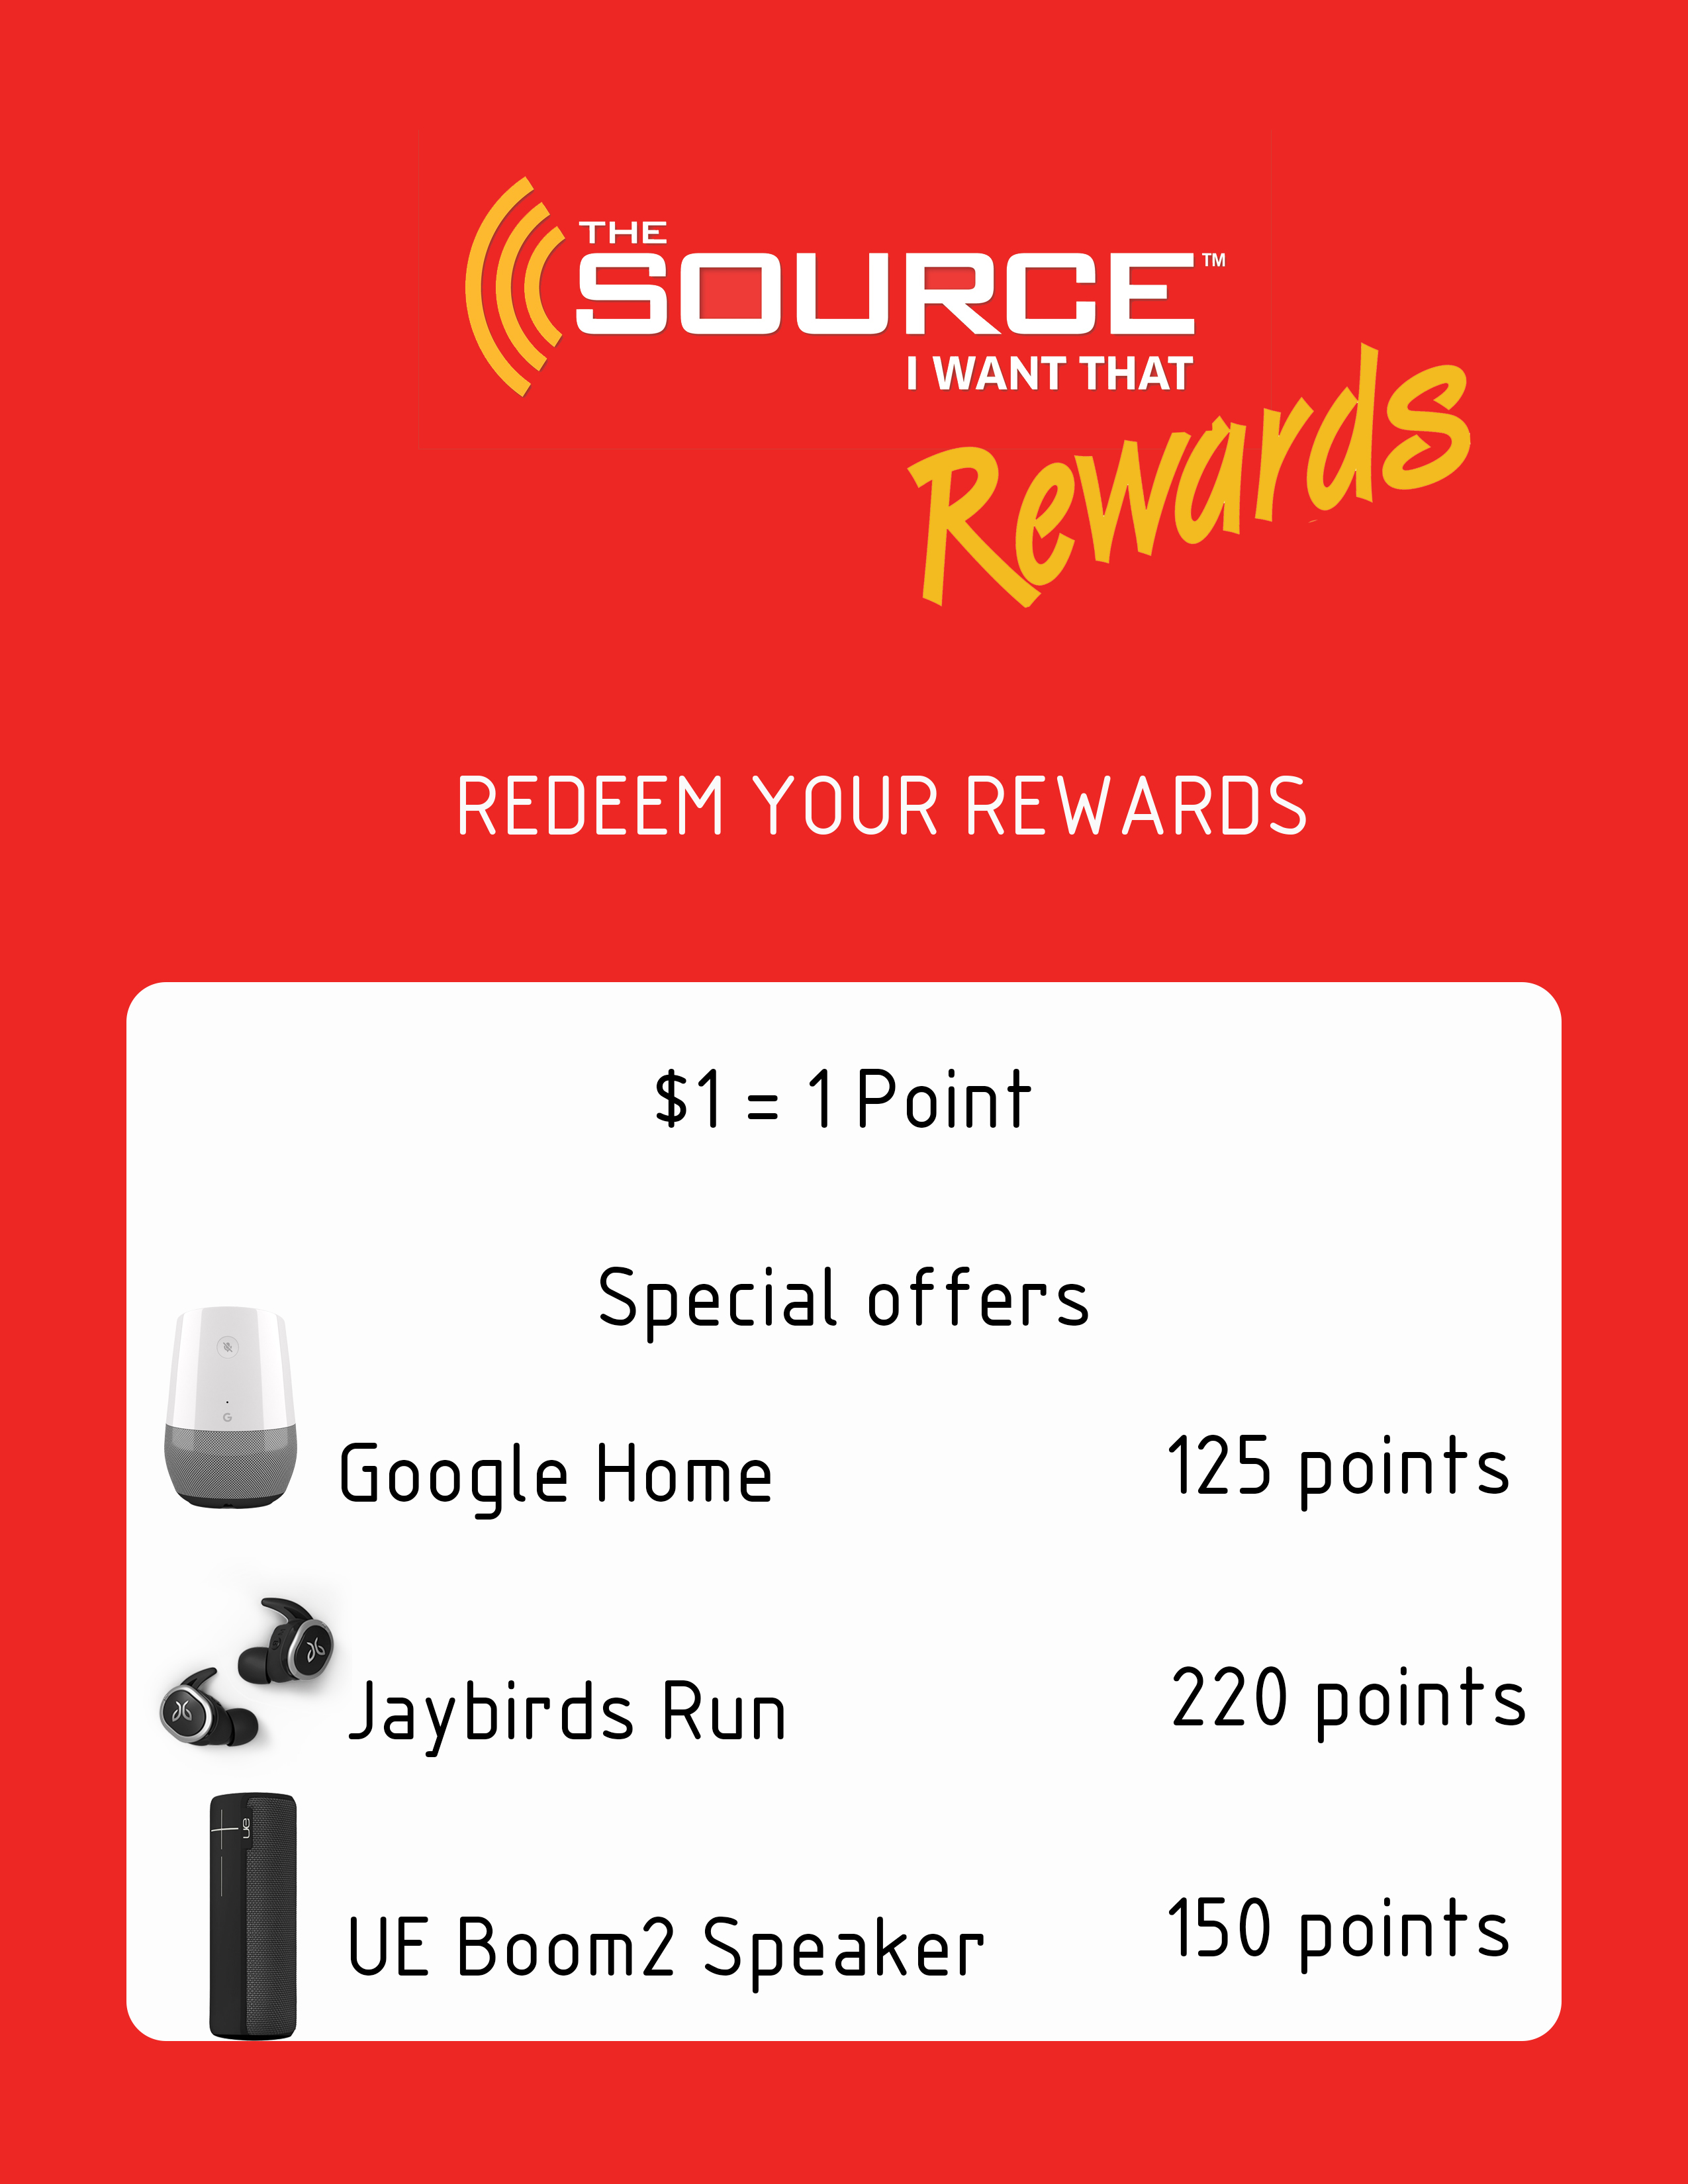 THE
SOURCE™
I WANT THAT
Rewards
REDEEM YOUR REWARDS
$1 = 1 Point
Special offers
G
Google Home 125 points
Jaybirds Run 220 points
ue
UE Boom2 Speaker 150 points